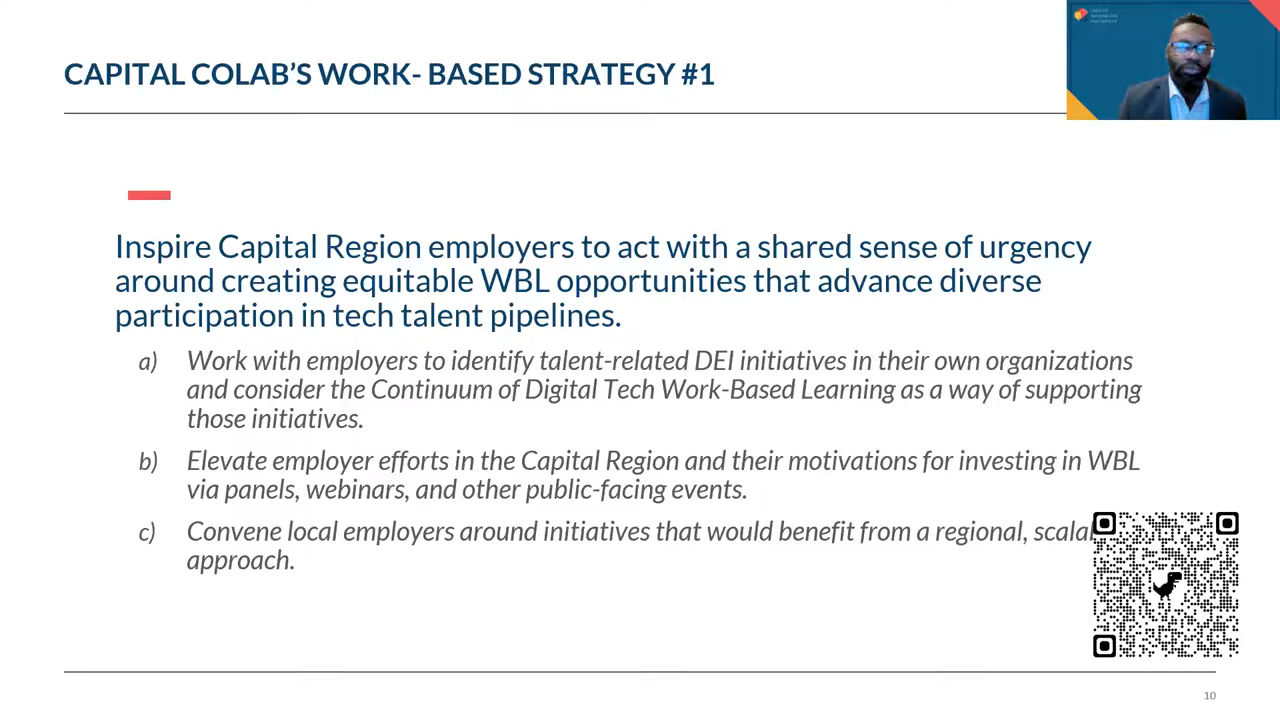 CAPITAL COLAB’S WORK- BASED STRATEGY #1
Inspire Capital Region employers to act with a shared sense of urgency
around creating equitable WBL opportunities that advance diverse
participation in tech talent pipelines.
a) Work with employers to identify talent-related DEI initiatives in their own organizations
and consider the Continuum of Digital Tech Work-Based Learning as a way of supporting
those initiatives.
b) Elevate employer efforts in the Capital Region and their motivations for investing in WBL
via panels, webinars, and other public-facing events.
c) Convene local employers around initiatives that would benefit from a regional,
approach.
10